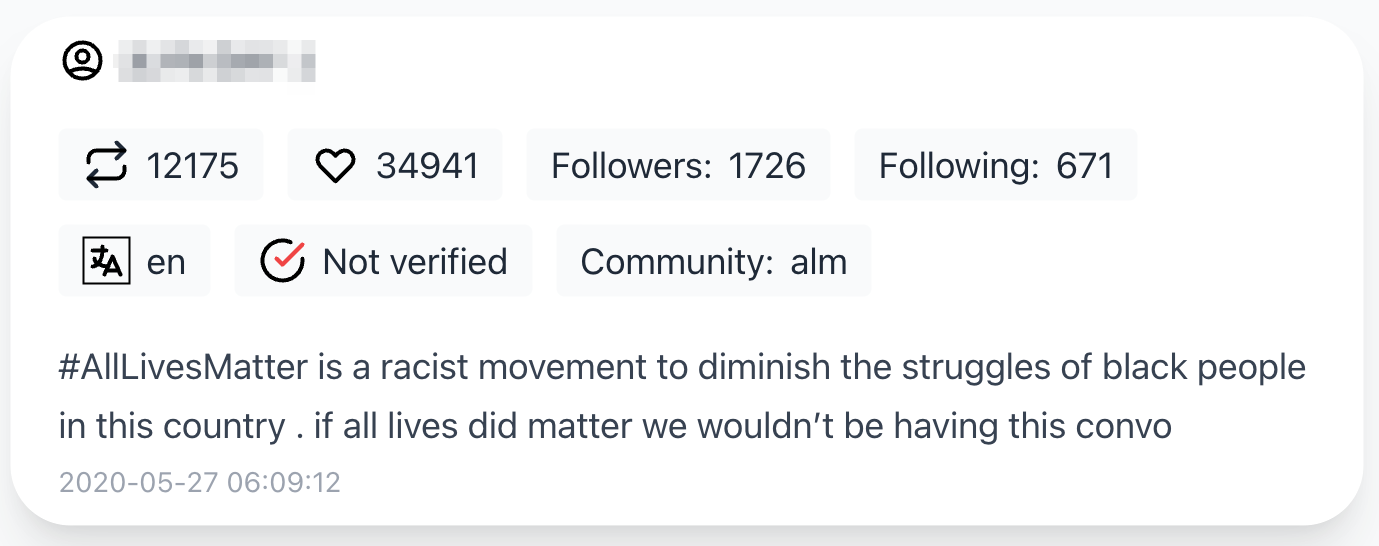 12175 34941 Followers: 1726 Following: 671
en Not verified Community: alm
#AllLivesMatter is a racist movement to diminish the struggles of black people
in this country . if all lives did matter we wouldn’t be having this convo
2020-05-27 06:09:12